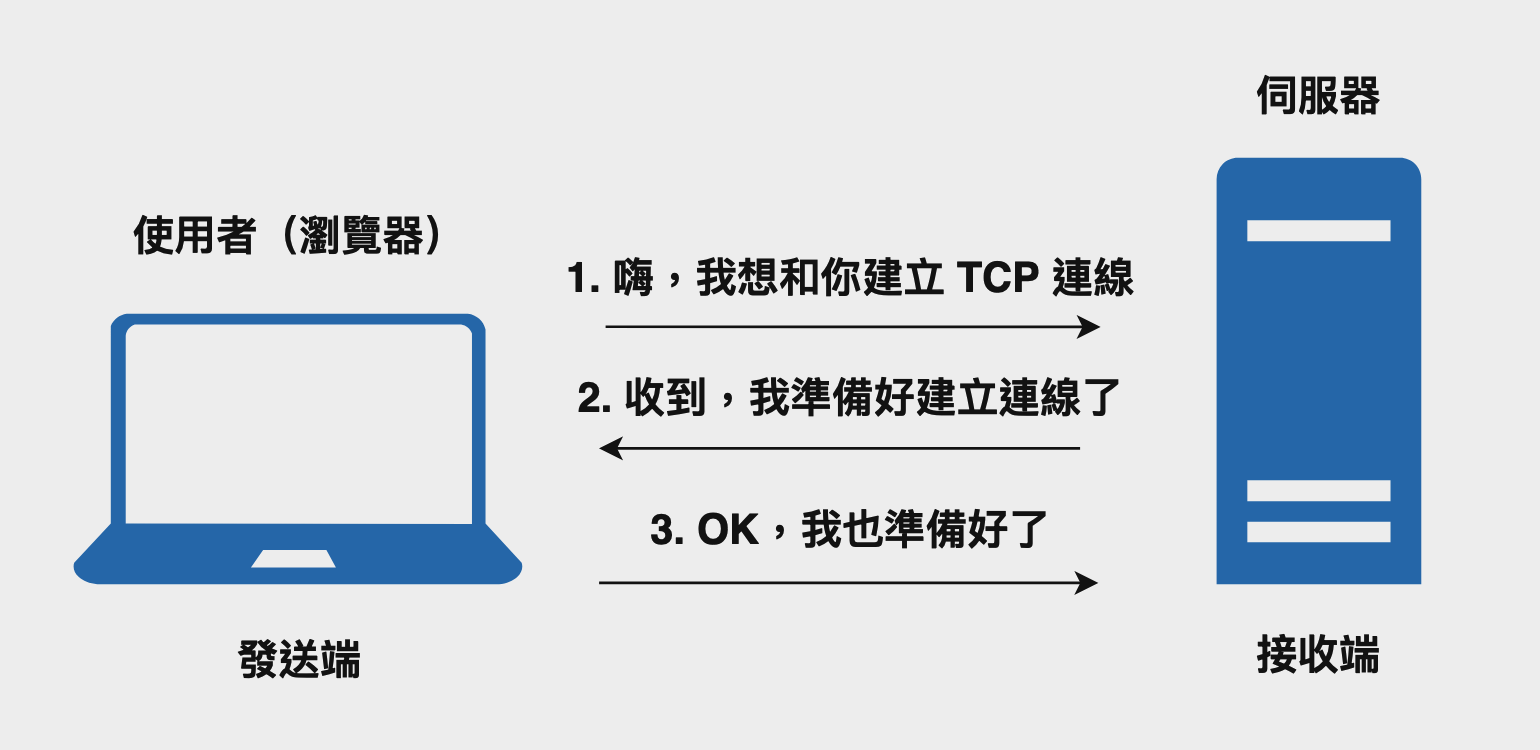 伺服器
使用者（瀏覽器）
1. 嗨，我想和你建立 TCP 連線
2. 收到，我準備好建立連線了
3. OK，我也準備好了
發送端
接收端